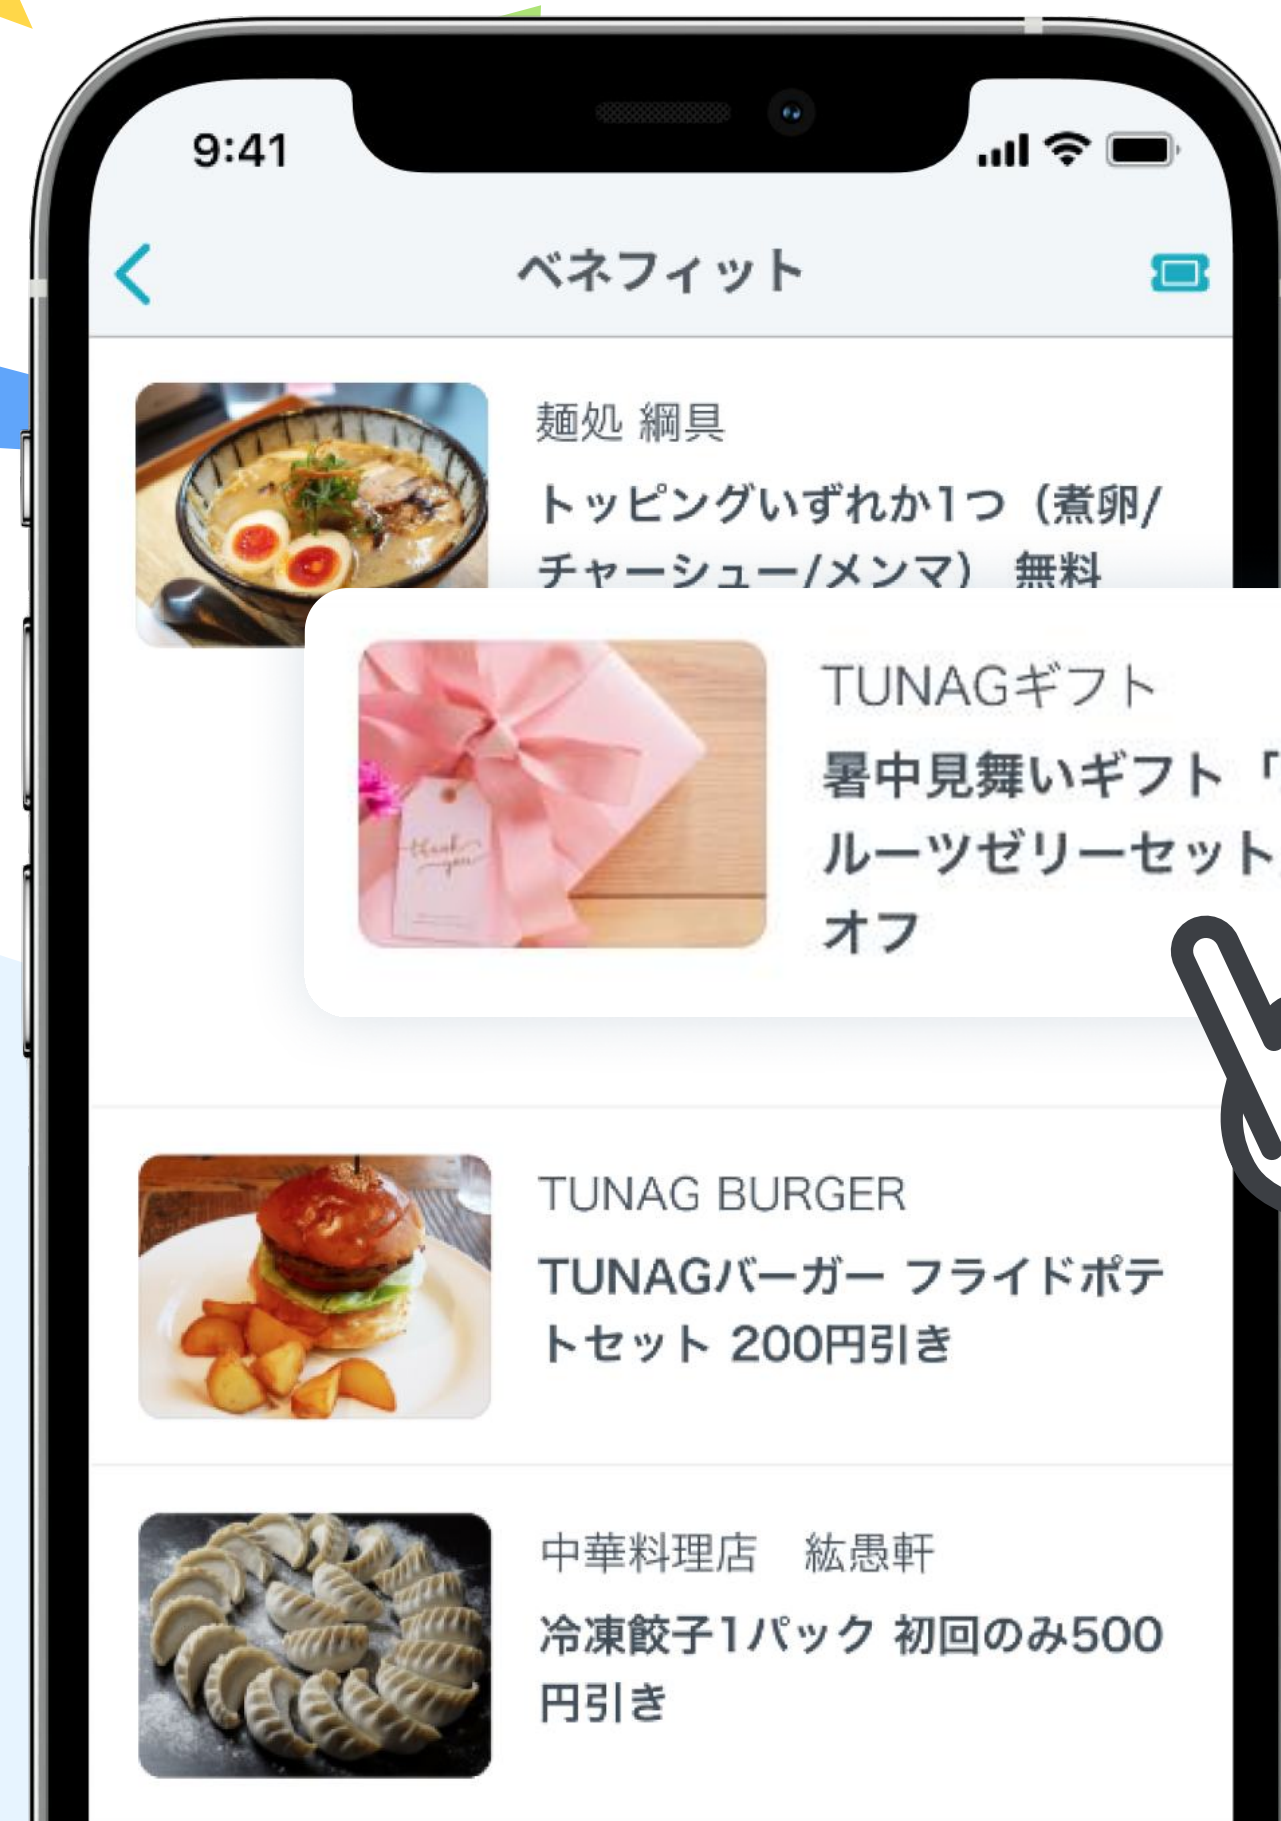 9:41
ベネフィット
麺処 綱具
トッピングいずれか1つ（煮卵/
チャーシュー/メンマ） 無料
TUNAGギフト
暑中見舞いギフト「
ルーツゼリーセット
オフ
thank
you
TUNAG BURGER
TUNAGバーガー フライドポテ
トセット 200円引き
中華料理店　紘愚軒
冷凍餃子1パック 初回のみ500
円引き